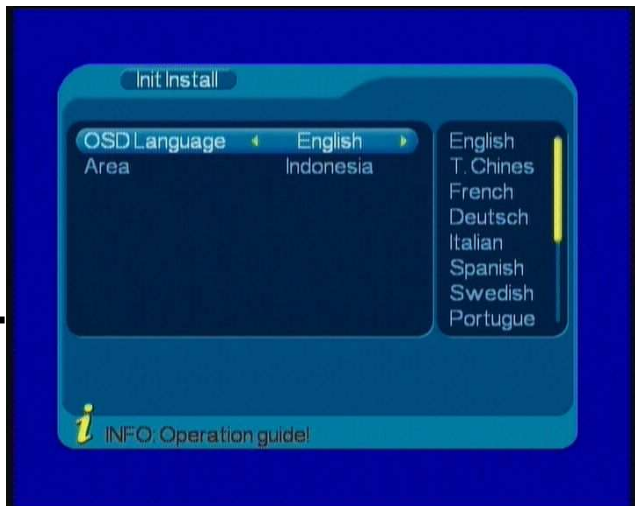 Init Install
OSD Language English
Area Indonesia
English
T. Chines
French
Deutsch
Italian
Spanish
Swedish
Portugue
INFO: Operation guide!